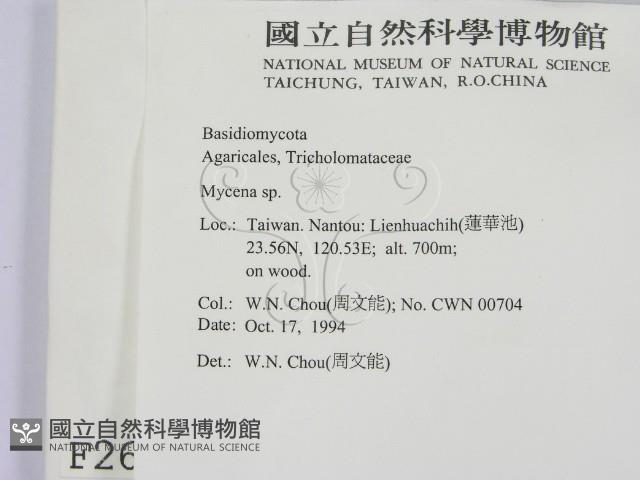 國立自然科學博物館
NATIONAL MUSEUM OF NATURAL SCIENCE
TAICHUNG, TAIWAN, R.O.CHINA
Basidiomycota
Agaricales, Tricholomataceae
Mycena sp.
Loc.: Taiwan. Nantou: Lienhuachih(蓮華池)
23.56N, 120.53E; alt. 700m;
on wood.
Col.: W.N. Chou(周文能); No. CWN 00704
Date: Oct. 17, 1994
Det.: W.N. Chou(周文能)
國立自然科學博物館
NATIONAL MUSEUM OF NATURAL SCIENCE
F26